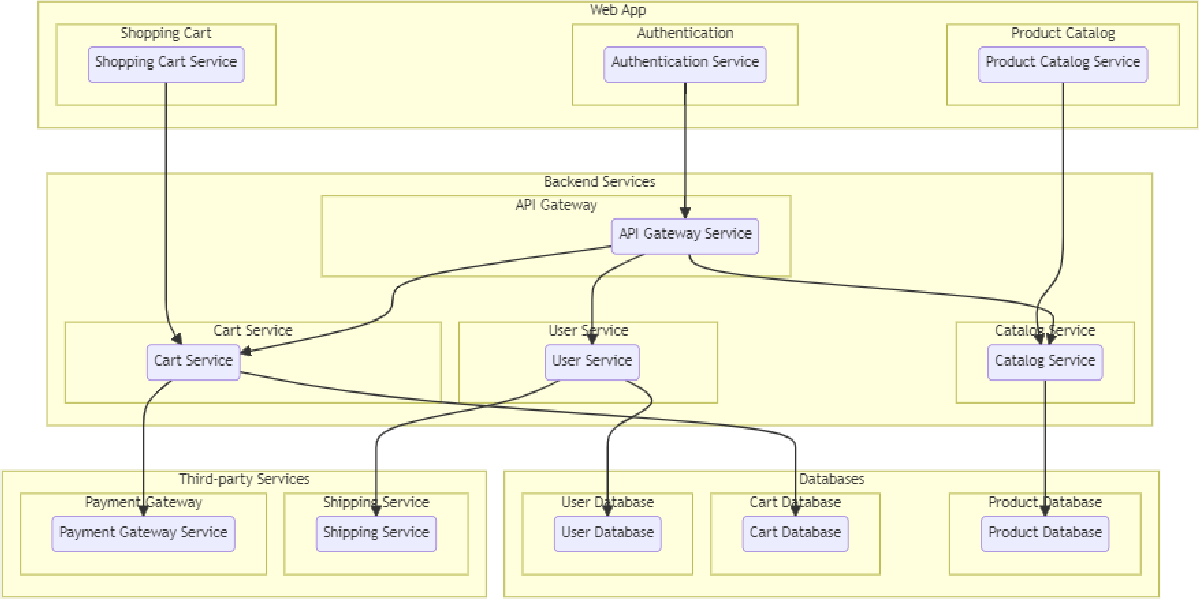 Web App
Shopping Cart
Authentication
Product Catalog
Shopping Cart Service
Authentication Service
Product Catalog Service
Backend Services
API Gateway
API Gateway Service
Cart Service
User Service
Catalog Service
Cart Service
User Service
Catalog Service
Third-party Services
Databases
Payment Gateway
Shipping Service
User Database
Cart Database
Product Database
Payment Gateway Service
Shipping Service
User Database
Cart Database
Product Database